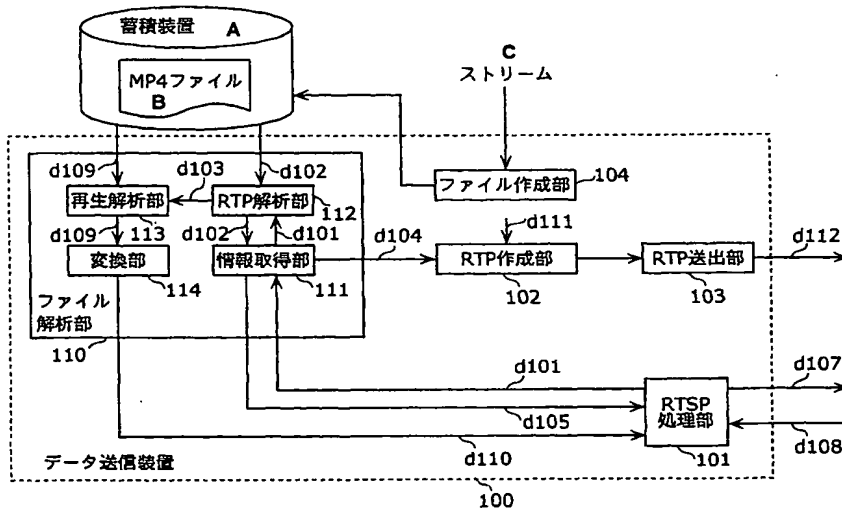 蓄積装置 A
MP4ファイル
B
C
ストリーム
d109
d102
d103
ファイル作成部
104
再生解析部
RTP解析部
112
d109
113
d102
d101
d104
d111
d112
変換部
114
情報取得部
111
RTP作成部
102
RTP送出部
103
ファイル
解析部
110
d101
d107
RTSP
処理部
101
d105
d108
d110
データ送信装置
100